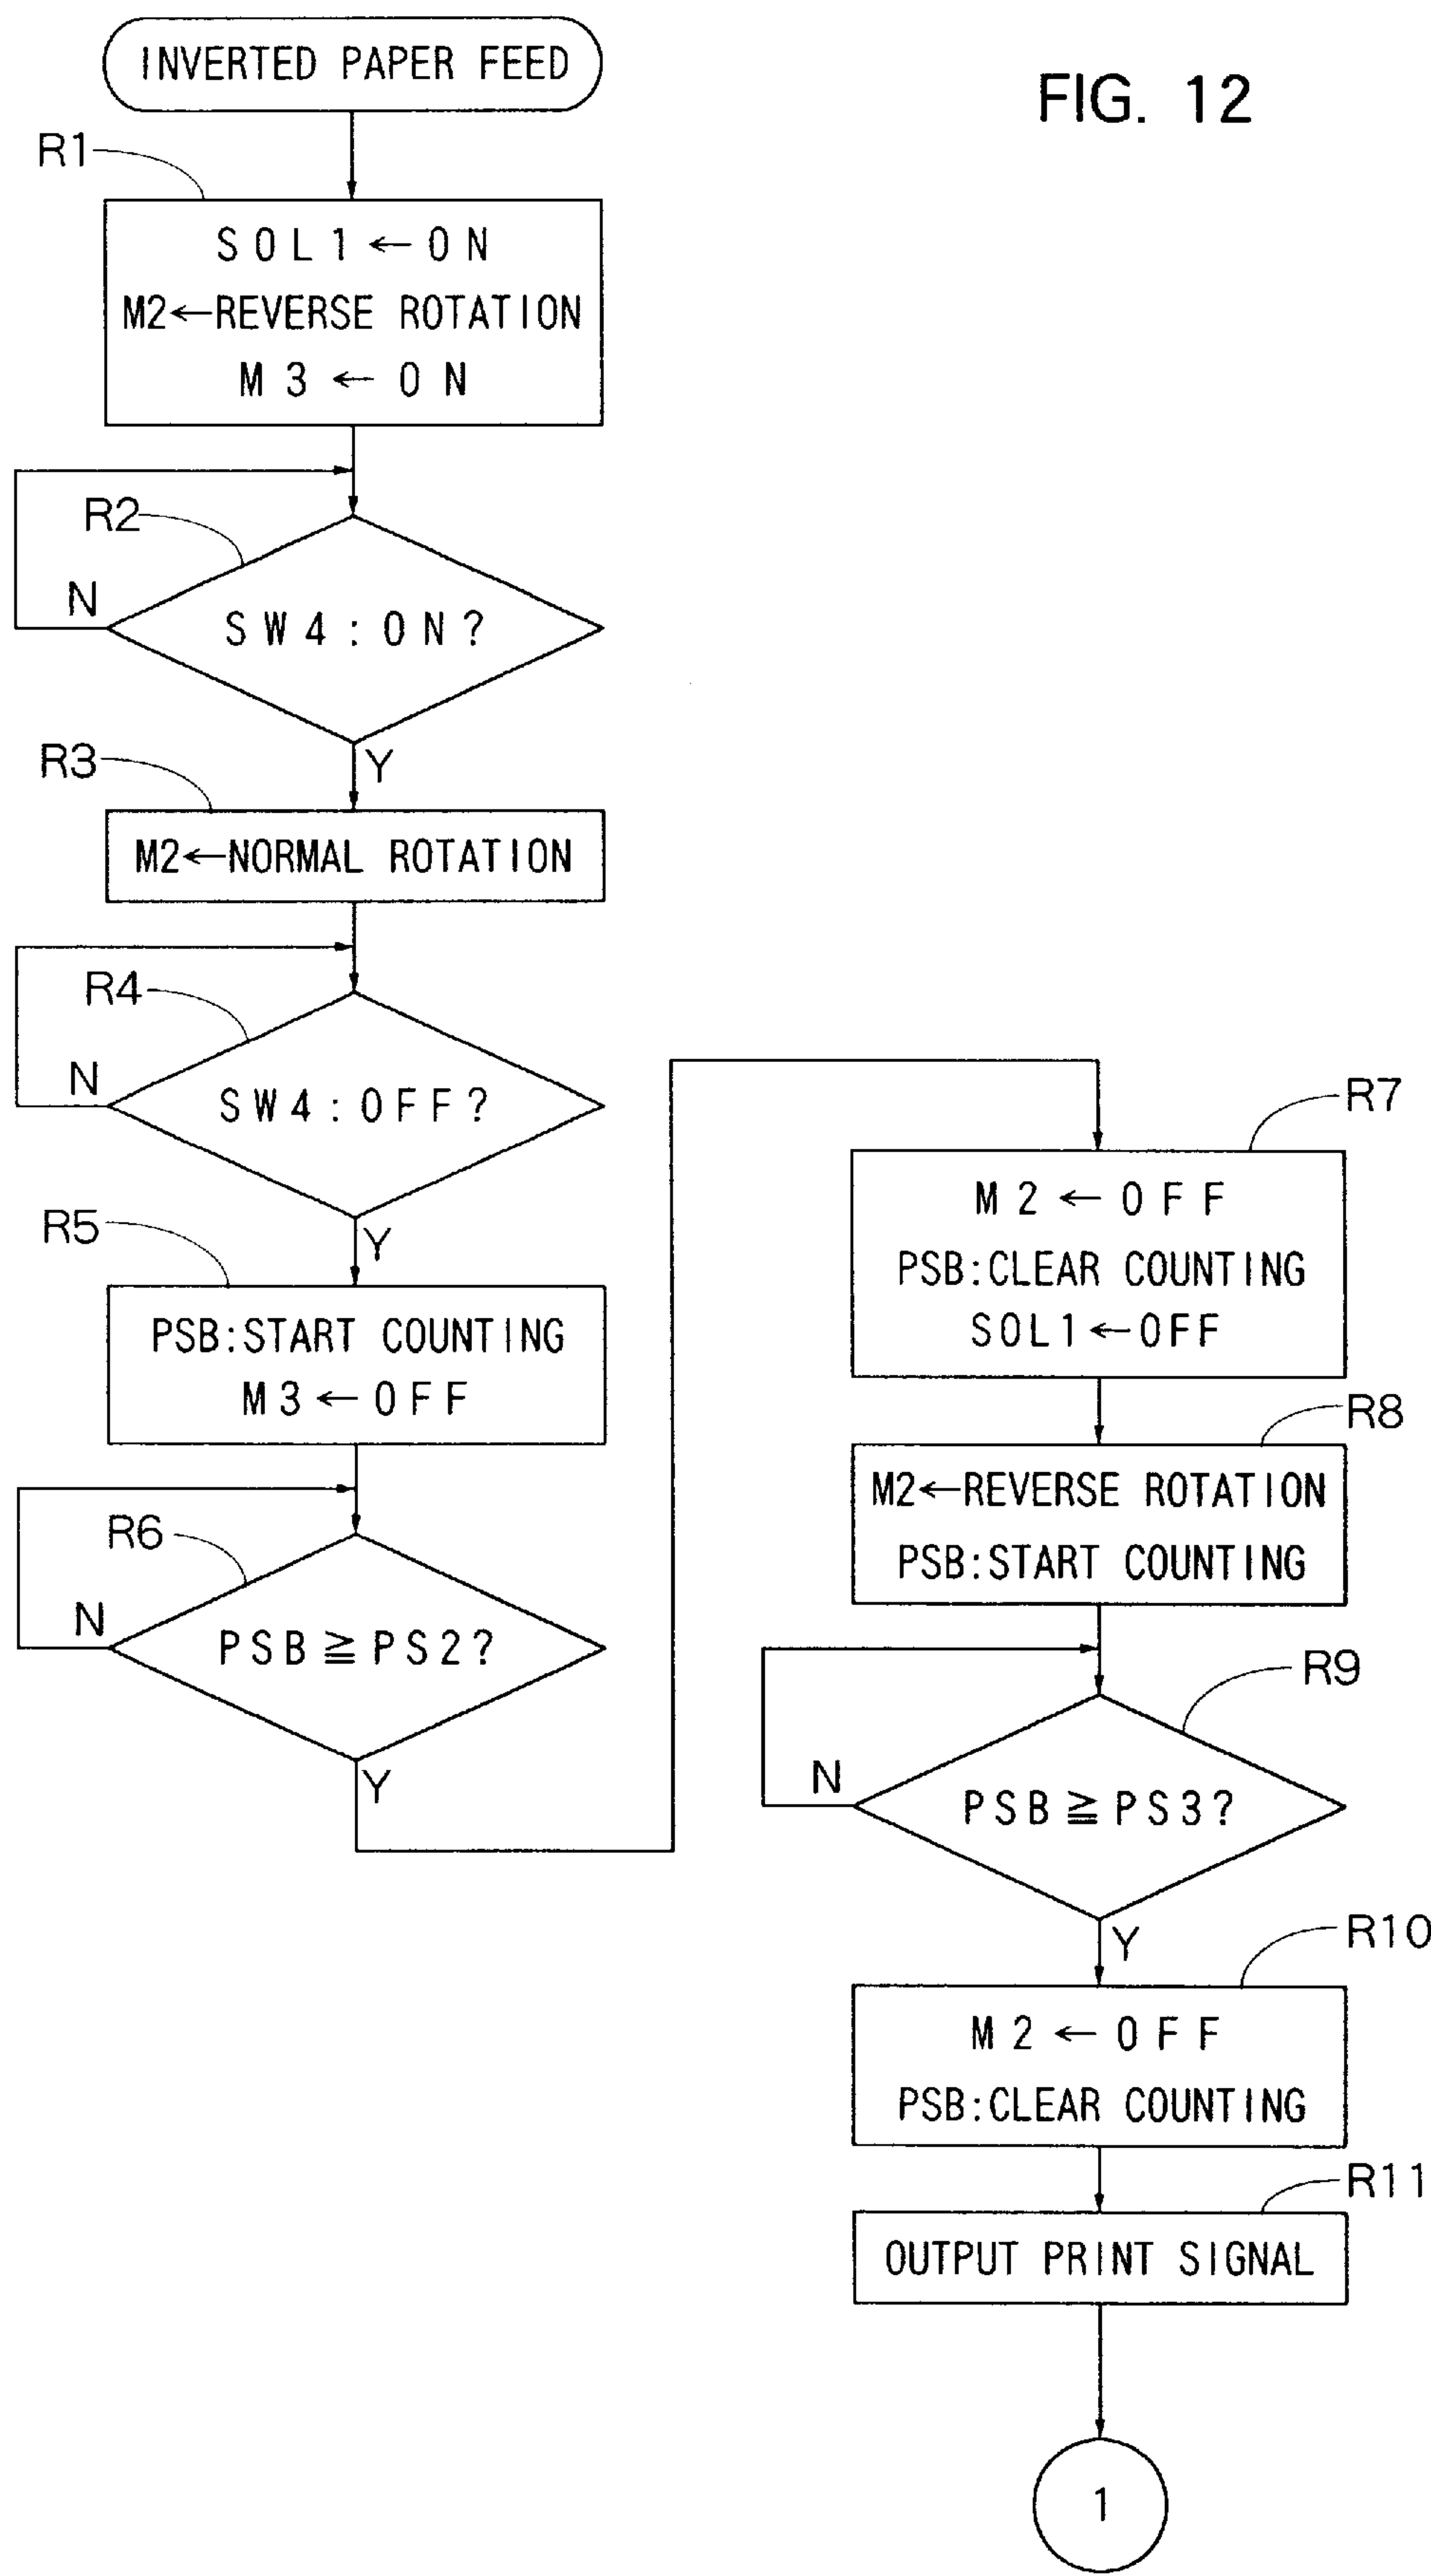 INVERTED PAPER FEED
FIG. 12
R1
SOL1←ON
M2←REVERSE ROTATION
M3←ON
R2
N
SW4:ON?
Y
R3
M2←NORMAL ROTATION
R4
N
SW4:OFF?
Y
R5
PSB:START COUNTING
M3←OFF
R6
N
PSB≧PS2?
Y
R7
M2←OFF
PSB:CLEAR COUNTING
SOL1←OFF
R8
M2←REVERSE ROTATION
PSB:START COUNTING
R9
N
PSB≧PS3?
Y
R10
M2←OFF
PSB:CLEAR COUNTING
R11
OUTPUT PRINT SIGNAL
1